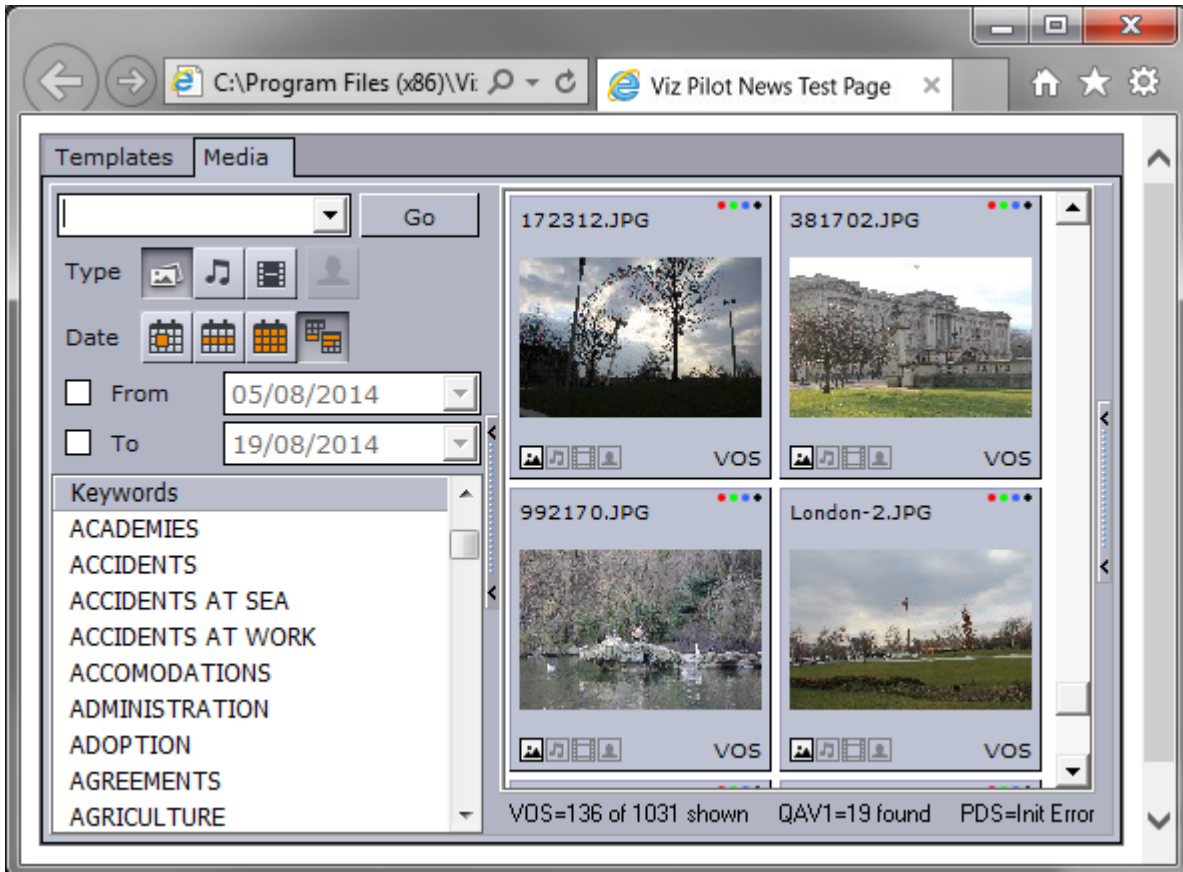 C:\Program Files (x86)\Vi:
Viz Pilot News Test Page
Templates
Media
Go
Type
Date
From
05/08/2014
To
19/08/2014
Keywords
ACADEMIES
ACCIDENTS
ACCIDENTS AT SEA
ACCIDENTS AT WORK
ACCOMODATIONS
ADMINISTRATION
ADOPTION
AGREEMENTS
AGRICULTURE
172312.JPG
VOS
381702.JPG
VOS
992170.JPG
VOS
London-2.JPG
VOS
VOS=136 of 1031 shown QAV1=19 found PDS=Init Error